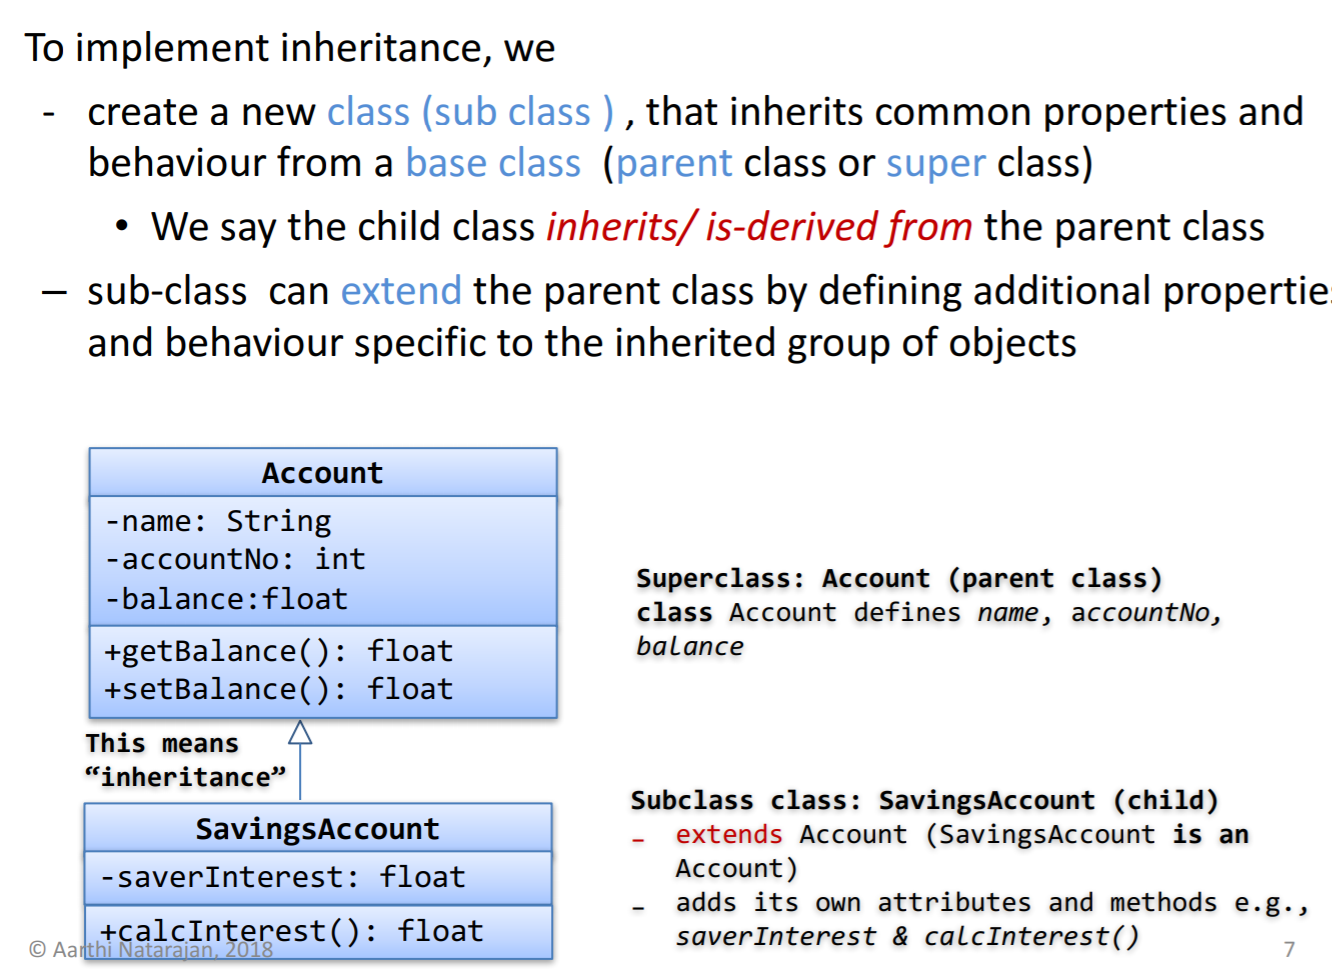 To implement inheritance, we
- create a new class (sub class ) , that inherits common properties and
behaviour from a base class (parent class or super class)
• We say the child class inherits/ is-derived from the parent class
– sub-class can extend the parent class by defining additional propertie
and behaviour specific to the inherited group of objects
Account
-name: String
-accountNo: int
-balance:float
+getBalance(): float
+setBalance(): float
Superclass: Account (parent class)
class Account defines name, accountNo,
balance
This means
“inheritance”
SavingsAccount
-saverInterest: float
+calcInterest(): float
Subclass class: SavingsAccount (child)
- extends Account (SavingsAccount is an
Account)
- adds its own attributes and methods e.g.,
saverInterest & calcInterest()
© Aarthi Natarajan, 2018
7